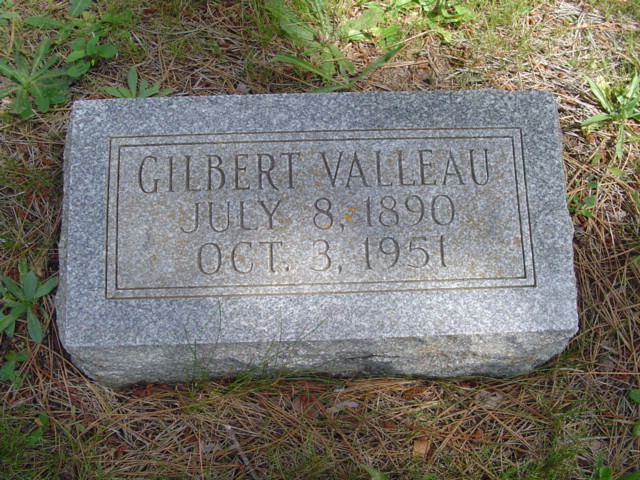 GILBERT VALLEAU
JULY 8, 1890
OCT. 3, 1951